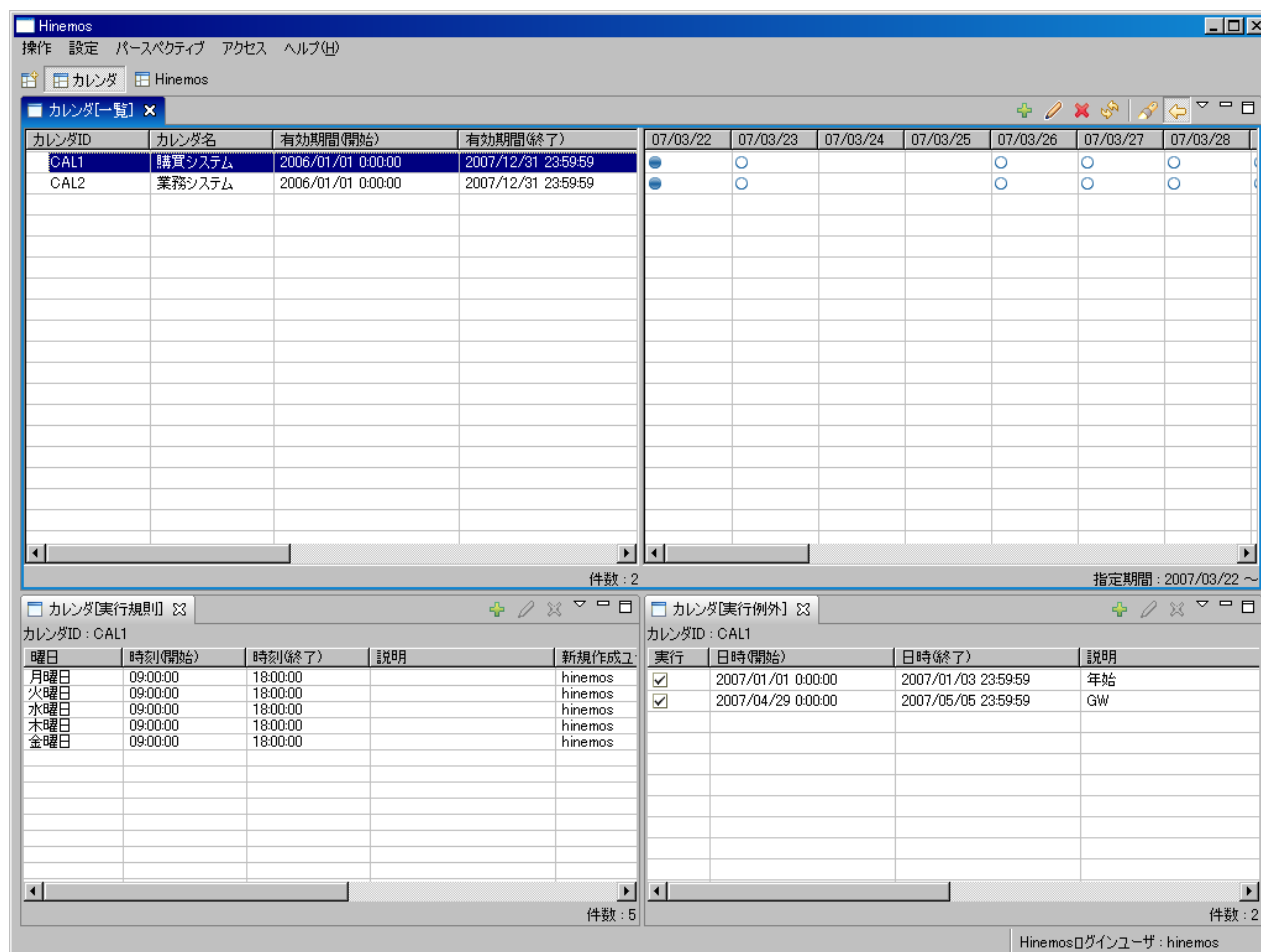 Hinemos
操作 設定 パースペクティブ アクセス ヘルプ(H)
カレンダ Hinemos
カレンダ[一覧]
カレンダID カレンダ名 有効期間(開始) 有効期間(終了) 07/03/22 07/03/23 07/03/24 07/03/25 07/03/26 07/03/27 07/03/28
CAL1 購買システム 2006/01/01 0:00:00 2007/12/31 23:59:59
CAL2 業務システム 2006/01/01 0:00:00 2007/12/31 23:59:59
件数 : 2 指定期間 : 2007/03/22 ～
カレンダ[実行規則]
カレンダID : CAL1
曜日 時刻(開始) 時刻(終了) 説明 新規作成ユ
月曜日 09:00:00 18:00:00 hinemos
火曜日 09:00:00 18:00:00 hinemos
水曜日 09:00:00 18:00:00 hinemos
木曜日 09:00:00 18:00:00 hinemos
金曜日 09:00:00 18:00:00 hinemos
件数 : 5
カレンダ[実行例外]
カレンダID : CAL1
実行 日時(開始) 日時(終了) 説明
2007/01/01 0:00:00 2007/01/03 23:59:59 年始
2007/04/29 0:00:00 2007/05/05 23:59:59 GW
件数 : 2
Hinemosログインユーザ : hinemos